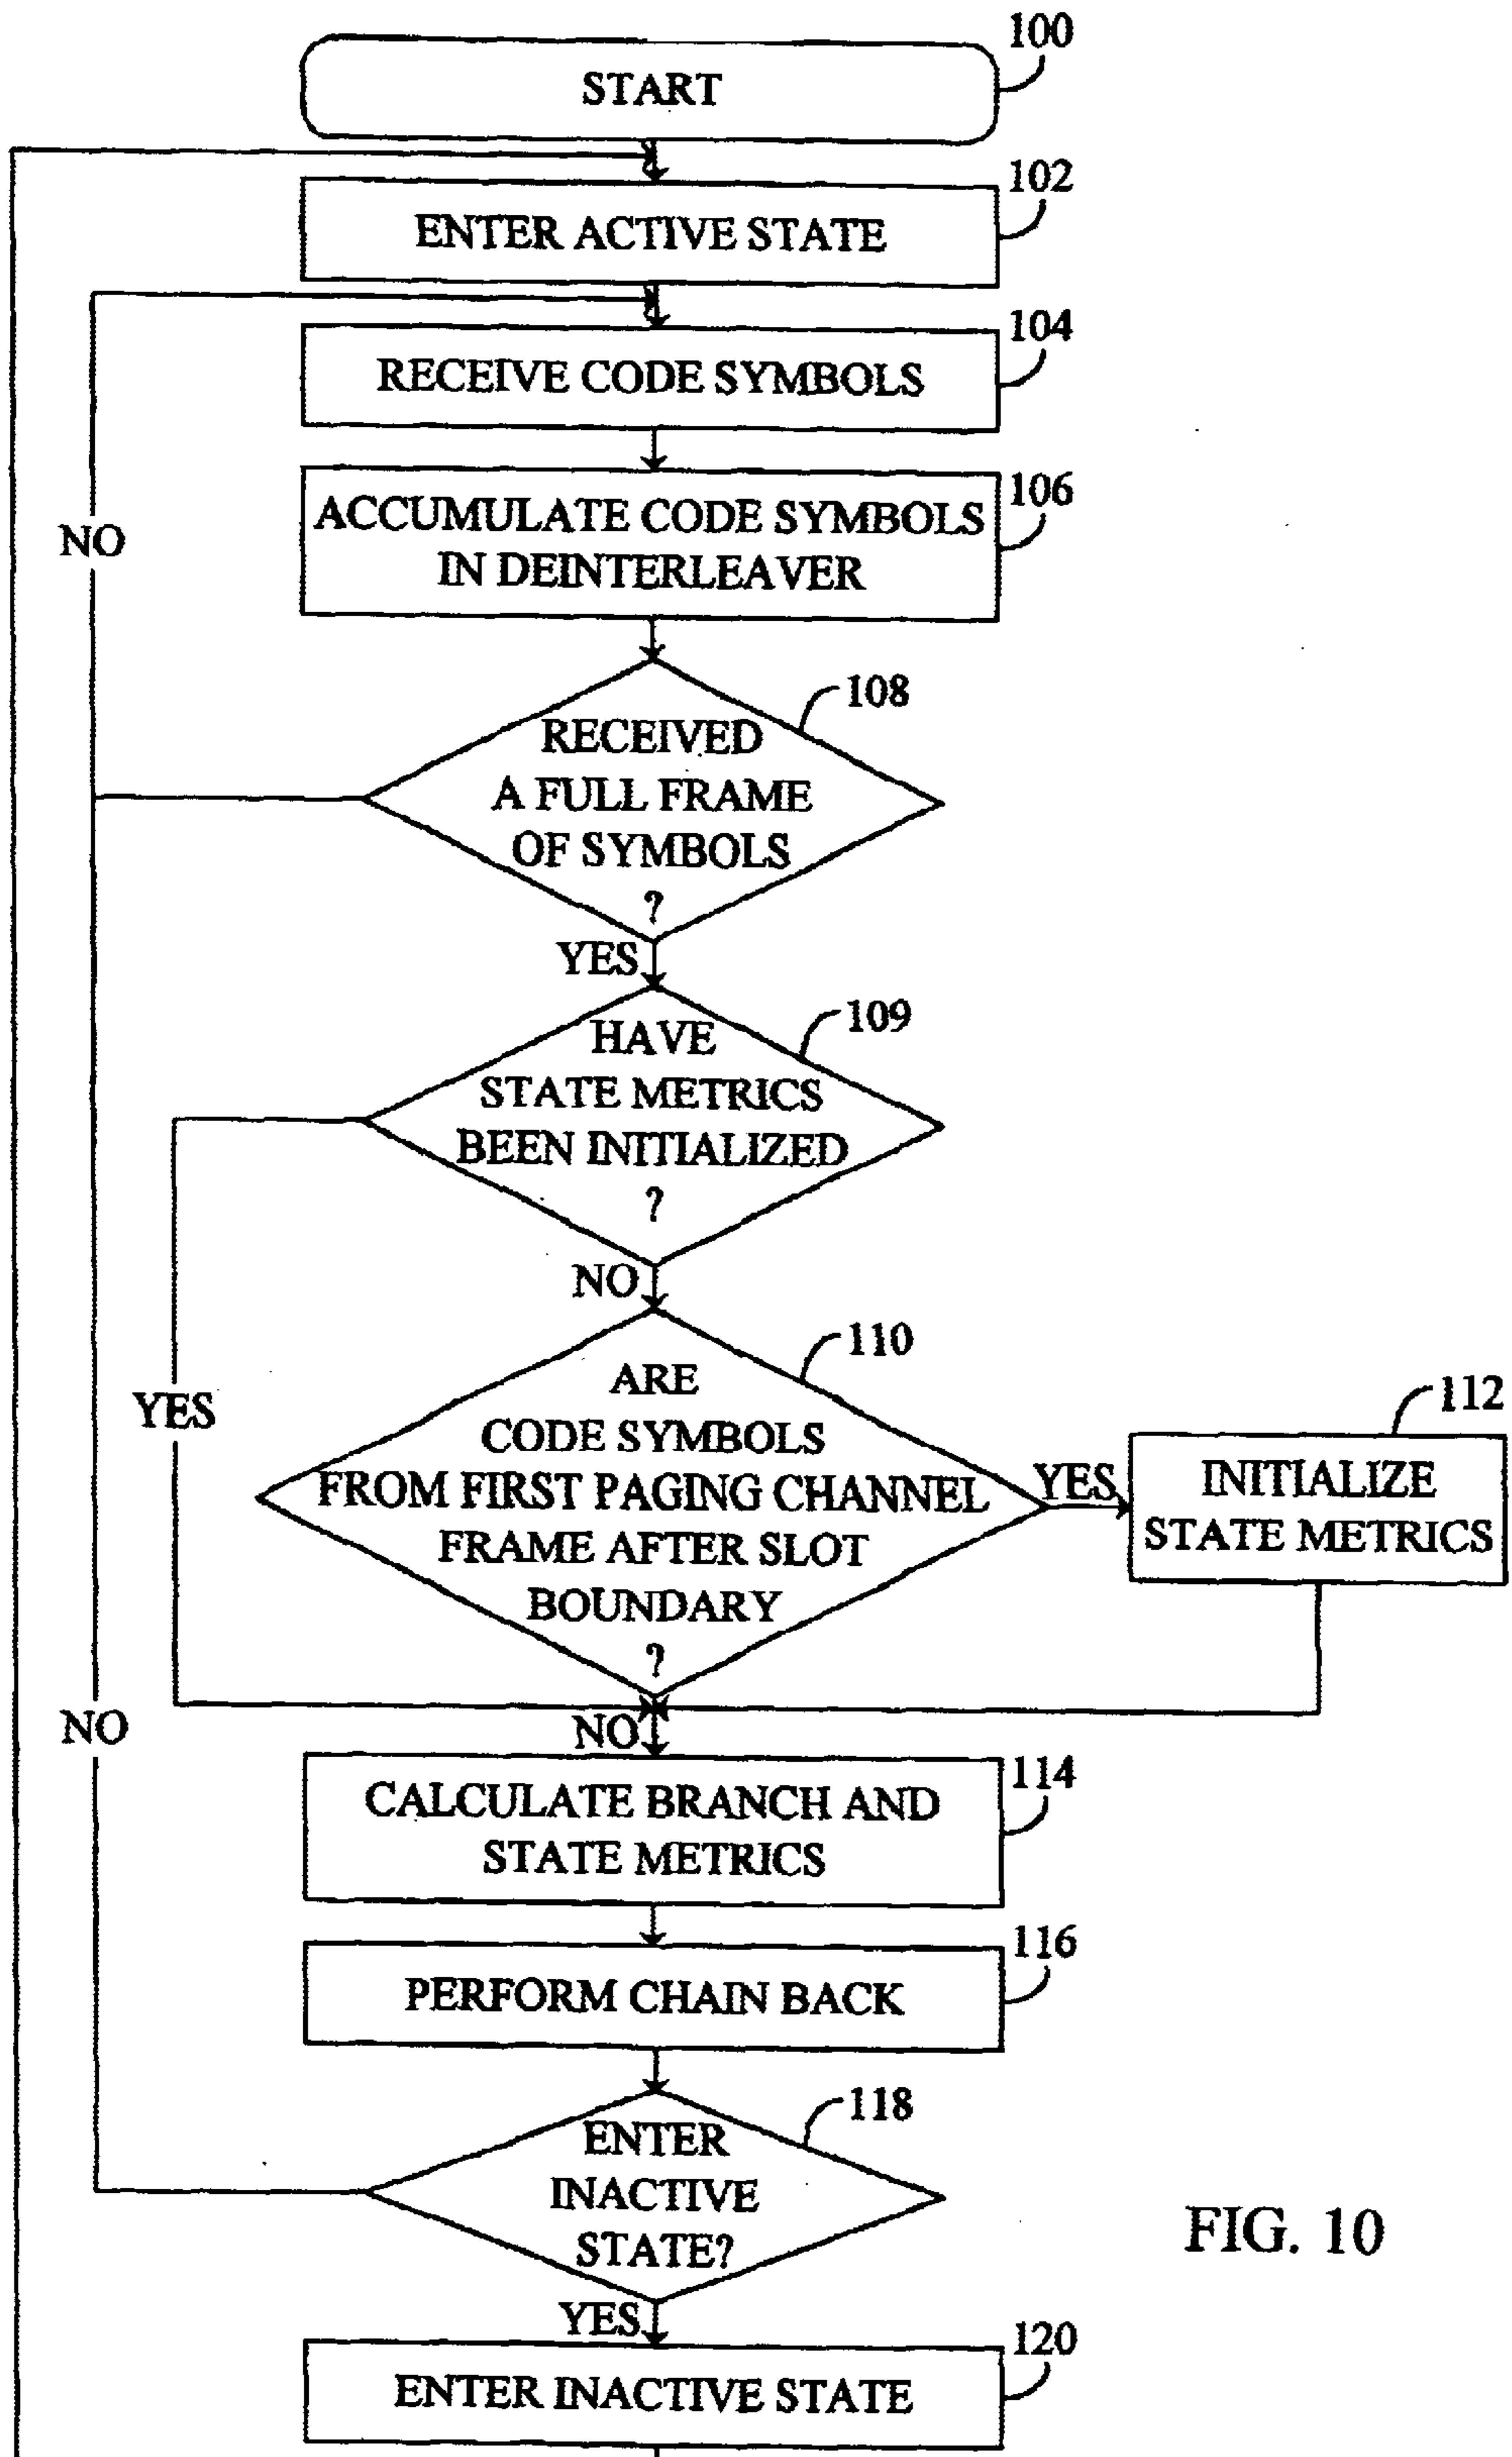 100
START
102
ENTER ACTIVE STATE
104
RECEIVE CODE SYMBOLS
106
ACCUMULATE CODE SYMBOLS
IN DEINTERLEAVER
NO
108
RECEIVED
A FULL FRAME
OF SYMBOLS
?
YES
109
HAVE
STATE METRICS
BEEN INITIALIZED
?
NO
110
ARE
CODE SYMBOLS
FROM FIRST PAGING CHANNEL
FRAME AFTER SLOT
BOUNDARY
?
YES
YES
112
INITIALIZE
STATE METRICS
NO
NO
114
CALCULATE BRANCH AND
STATE METRICS
116
PERFORM CHAIN BACK
118
ENTER
INACTIVE
STATE?
YES
120
ENTER INACTIVE STATE
FIG. 10